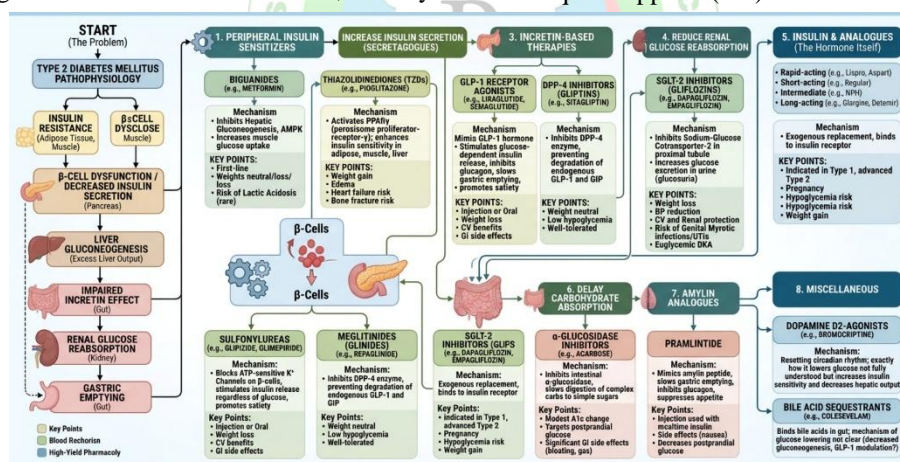 START
(The Problem)
TYPE 2 DIABETES MELLITUS
PATHOPHYSIOLOGY
INSULIN
RESISTANCE
(Adipose Tissue,
Muscle)
βsCELL
DYSCLOSE
Muscle)
β-CELL DYSFUNCTION /
DECREASED INSULIN
SECRETION
(Pancreas)
LIVER
GLUCONEOGENESIS
(Excess Liver Output)
IMPAIRED
INCRETIN EFFECT
(Gut)
RENAL GLUCOSE
REABSORPTION
(Kidney)
GASTRIC
EMPTYING
(Gut)
Key Points
Blood Rechorism
High-Yield Pharmacoly
1. PERIPHERAL INSULIN
SENSITIZERS
BIGUANIDES
(e.g., METFORMIN)
Mechanism
• Inhibits Hepatic
Gluconeogenesis, AMPK
• Increases muscle
glucose uptake
KEY POINTS:
• First-line
• Weights neutral/loss/
loss
• Risk of Lactic Acidosis
(rare)
INCREASE INSULIN SECRETION
(SECRETAGOGUES)
THIAZOLIDINEDIONES (TZDs)
(e.g., PIOGLITAZONE)
Mechanism
• Activates PPAfiy
(perosisome proliferator-
receptor-γ); enhances
insulin sensitivity in
adipose, muscle, liver
KEY POINTS:
• Weight gain
• Edema
• Heart failure risk
• Bone fracture risk
β-Cells
β-Cells
SULFONYLUREAS
(e.g., GLIPIZIDE, GLIMEPIRIDE)
Mechanism:
• Blocks ATP-sensitive K⁺
Channels on β-cells,
stimulates insulin release
regardless of glucose,
promotes satiety
Key Points:
• Injection or Oral
• Weight loss
• CV benefits
• GI side effects
MEGLITINIDES
(GLINIDES)
(e.g., REPAGLINIDE)
Mechanism:
• Inhibits DPP-4 enzyme,
preventing degradation of
endogenous GLP-1 and
GIP
Key Points:
• Weight neutral
• Low hypoglycemia
• Well-tolerated
3. INCRETIN-BASED
THERAPIES
GLP-1 RECEPTOR
AGONISTS
(e.g., LIRAGLUTIDE,
SEMAGLUTIDE)
Mechanism
Mimis GLP-1 hormone
• Stimulates glucose-
dependent insulin
release, inhibits
glucagon, slows
gastric emptying,
• promotes satiety
KEY POINTS:
• Injection or Oral
• Weight loss
• CV benefits
• Gi side effects
DPP-4 INHIBITORS
(GLIPTINS)
(e.g., SITAGLIPTIN)
Mechanism
• Inhibits DPP-4
enzyme,
preventing
degradation of
endogenous
GLP-1 and GIP
KEY POINTS:
• Weight neutral
• Low hypoglycemia
• Well-tolerated
4. REDUCE RENAL
GLUCOSE REABSORPTION
SGLT-2 INHIBITORS
(GLIFLOZINS)
(e.g., DAPAGLIFLOZIN,
EMPAGLIFLOZIN)
Mechanism
• Inhibits Sodium-Glucose
Cotransporter-2 in
proximal tubule
• increases glucose
excretion in urine
(glucosuria)
KEY POINTS:
• Weight loss
• BP reduction
• CV and Renal protection
• Risk of Genital Myrotic
infections/UTIs
• Euglycemic DKA
5. INSULIN & ANALOGUES
(The Hormone Itself)
• Rapid-acting (e.g., Lispro, Aspart)
• Short-acting (e.g., Regular)
• Intermediate (e.g., NPH)
• Long-acting (e.g., Glargine, Detemir)
Mechanism
• Exogenous replacement, binds
to insulin receptor
KEY POINTS:
• Indicated in Type 1, advanced
Type 2
• Pregnancy
• Hypoglycemia risk
• Weight gain
SGLT-2
INHIBITORS (GLIPS
(e.g., DAPAGLIFLOZIN,
EMPAGLIFLOZIN)
Mechanism:
Exogenous replacement,
binds to insulin receptor
Key Points:
• indicated in Type 1,
advanced Type 2
• Pregnancy
• Hypoglycemia risk
• Weight gain
6. DELAY
CARBOHYDRATE
ABSORPTION
α-GLUCOSIDASE
INHIBITORS
(e.g., ACARBOSE)
Mechanism:
• Inhibits intestinal
α-glucosidase,
slows digestion of complex
carbs to simple sugars
Key Points:
• Modest A1c change
• Targets postprandial
glucose
• Significant GI side effects
(bloating, gas)
7. AMYLIN
ANALOGUES
PRAMLINTIDE
Mechanism:
• Mimics amylin peptide,
slows gastric emptying,
inhibits glucagon,
suppresses appetite
Key Points:
• Injection used with
mcaltime insulin
• Side effects (nausea)
• Decreases postprandial
glucose
8. MISCELLANEOUS
DOPAMINE D2-AGONISTS
(e.g., BROMOCRIPTINE)
Mechanism:
Resetting circadian rhythm; exactly
how it lowers glucose not fully
understood but increases insulin
sensitivity and decreases hepatic output
BILE ACID SEQUESTRANTS
(e.g., COLESEVELAM)
Binds bile acids in gut; mechanism
of glucose lowering not clear (decreased
gluconeogenesis, GLP-1 modulation?)